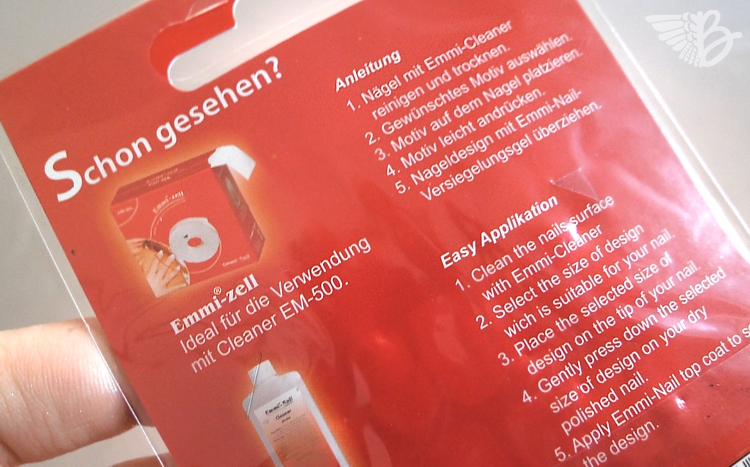 Schon gesehen?
Emmi-zell
Emmi®-zell
Ideal für die Verwendung
mit Cleaner EM-500.
Emmi®-Nail
Cleaner
Anleitung
1. Nägel mit Emmi-Cleaner
reinigen und trocknen.
2. Gewünschtes Motiv auswählen.
3. Motiv auf dem Nagel platzieren.
4. Motiv leicht andrücken.
5. Nageldesign mit Emmi-Nail-
Versiegelungsgel überziehen.
Easy Applikation
1. Clean the nails surface
with Emmi-Cleaner
2. Select the size of design
wich is suitable for your nail.
3. Place the selected size of
design on the tip of your nail.
4. Gently press down the selected
size of design on your dry
polished nail.
5. Apply Emmi-Nail top coat to s
the design.
B